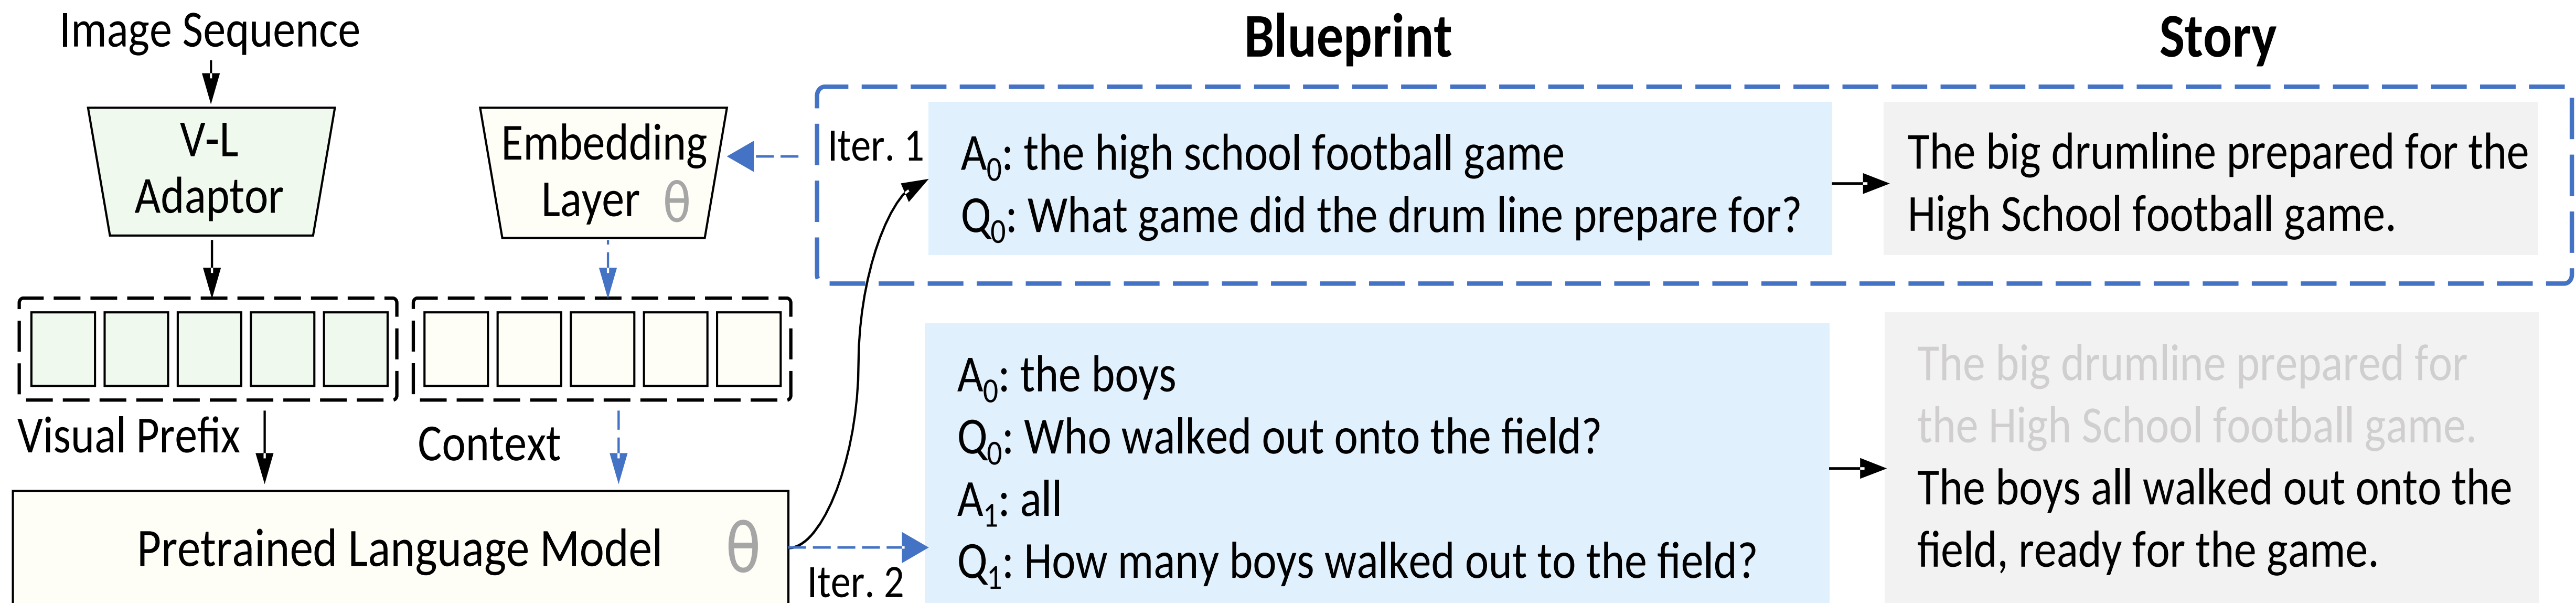 Image Sequence
V-L
Adaptor
Visual Prefix
Embedding
Layer θ
Context
Pretrained Language Model θ
Blueprint
Story
Iter. 1
A₀: the high school football game
Q₀: What game did the drum line prepare for?
The big drumline prepared for the
High School football game.
Iter. 2
A₀: the boys
Q₀: Who walked out onto the field?
A₁: all
Q₁: How many boys walked out to the field?
The big drumline prepared for
the High School football game.
The boys all walked out onto the
field, ready for the game.